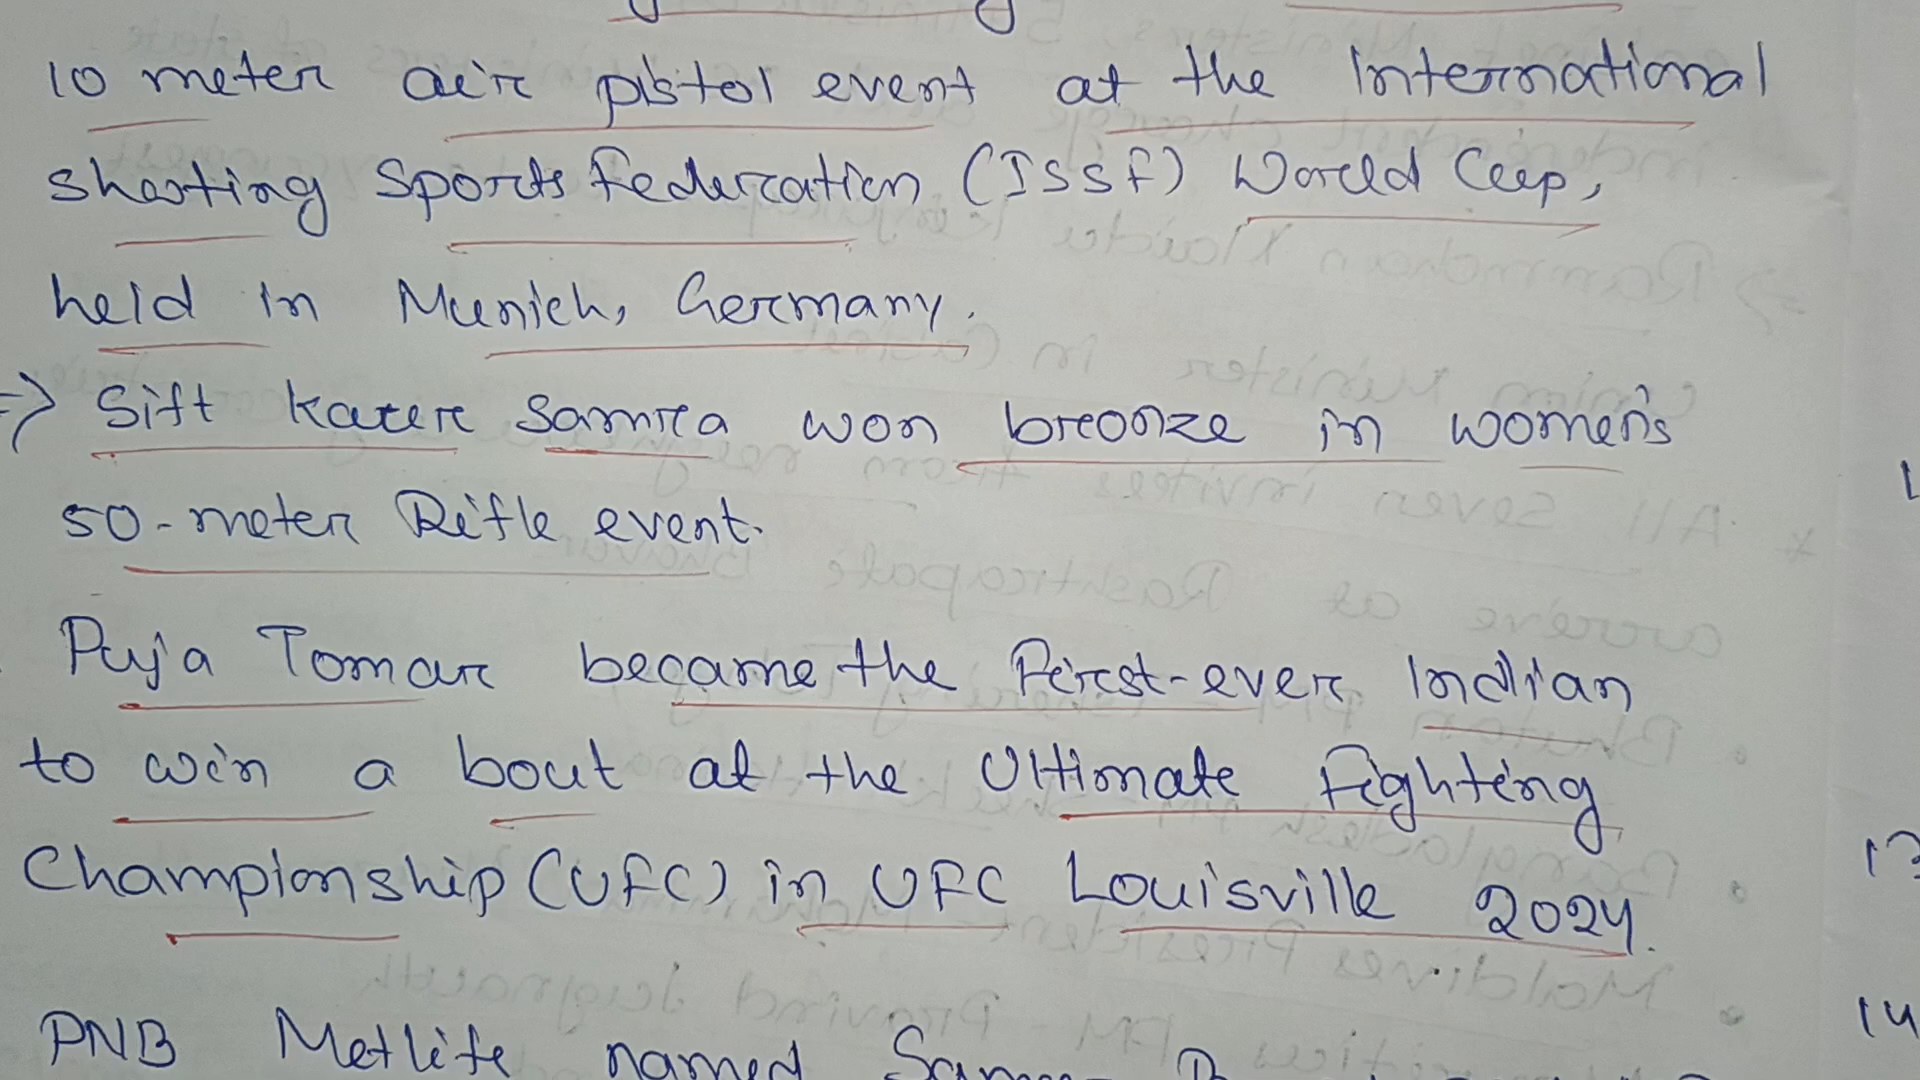 10 meter air pistol event at the International
shooting Sports Federation (ISSF) World Cup,
held in Munich, Germany.
=> Sift kaur Samra won bronze in women's
50-meter Rifle event.
Puja Tomar became the First-ever Indian
to win a bout at the Ultimate Fighting
Championship (UFC) in UFC Louisville 2024.
13
14
PNB Metlife named